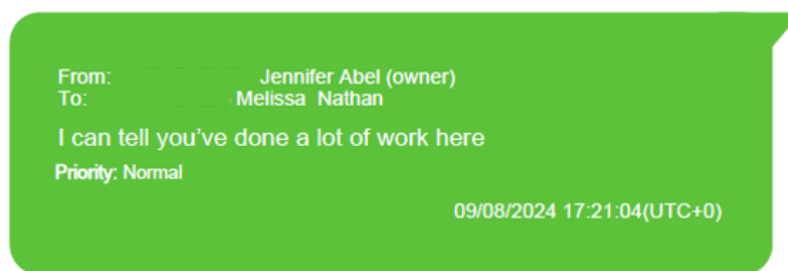 From: Jennifer Abel (owner)
To: Melissa Nathan
I can tell you've done a lot of work here
Priority: Normal
09/08/2024 17:21:04(UTC+0)